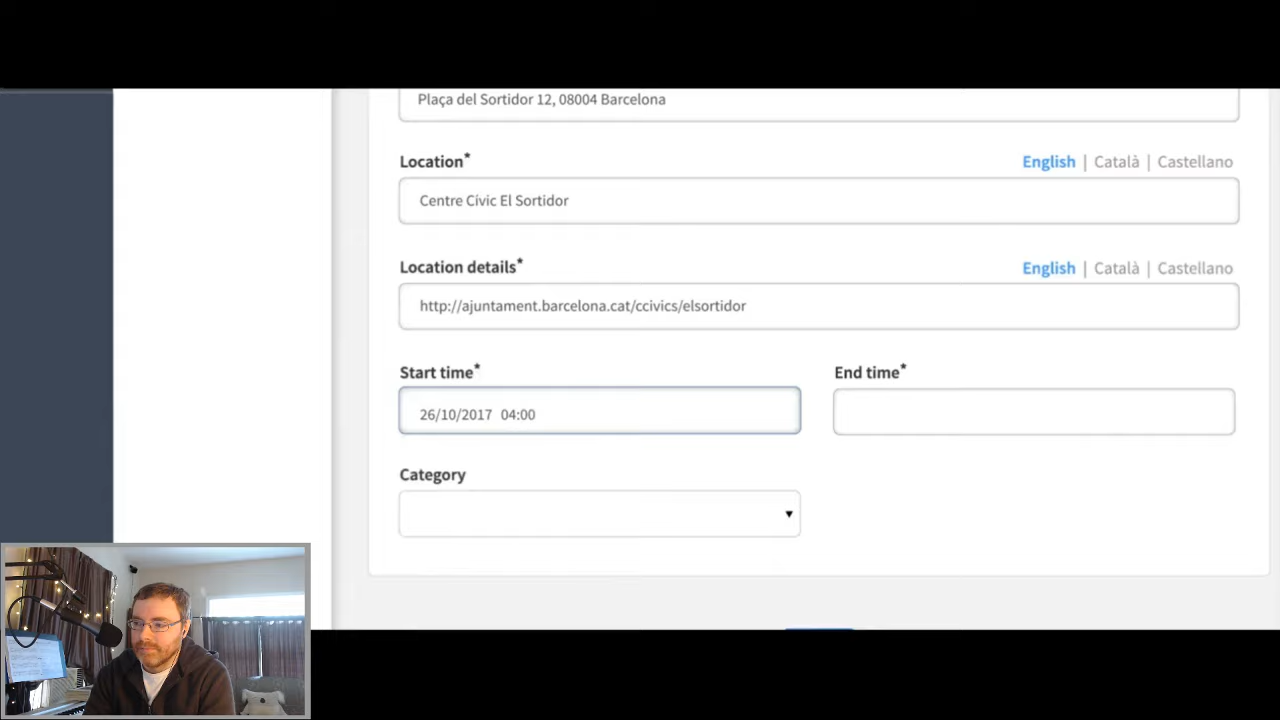 Plaça del Sortidor 12, 08004 Barcelona
Location* English | Català | Castellano
Centre Cívic El Sortidor
Location details* English | Català | Castellano
http://ajuntament.barcelona.cat/ccivics/elsortidor
Start time* End time*
26/10/2017 04:00
Category